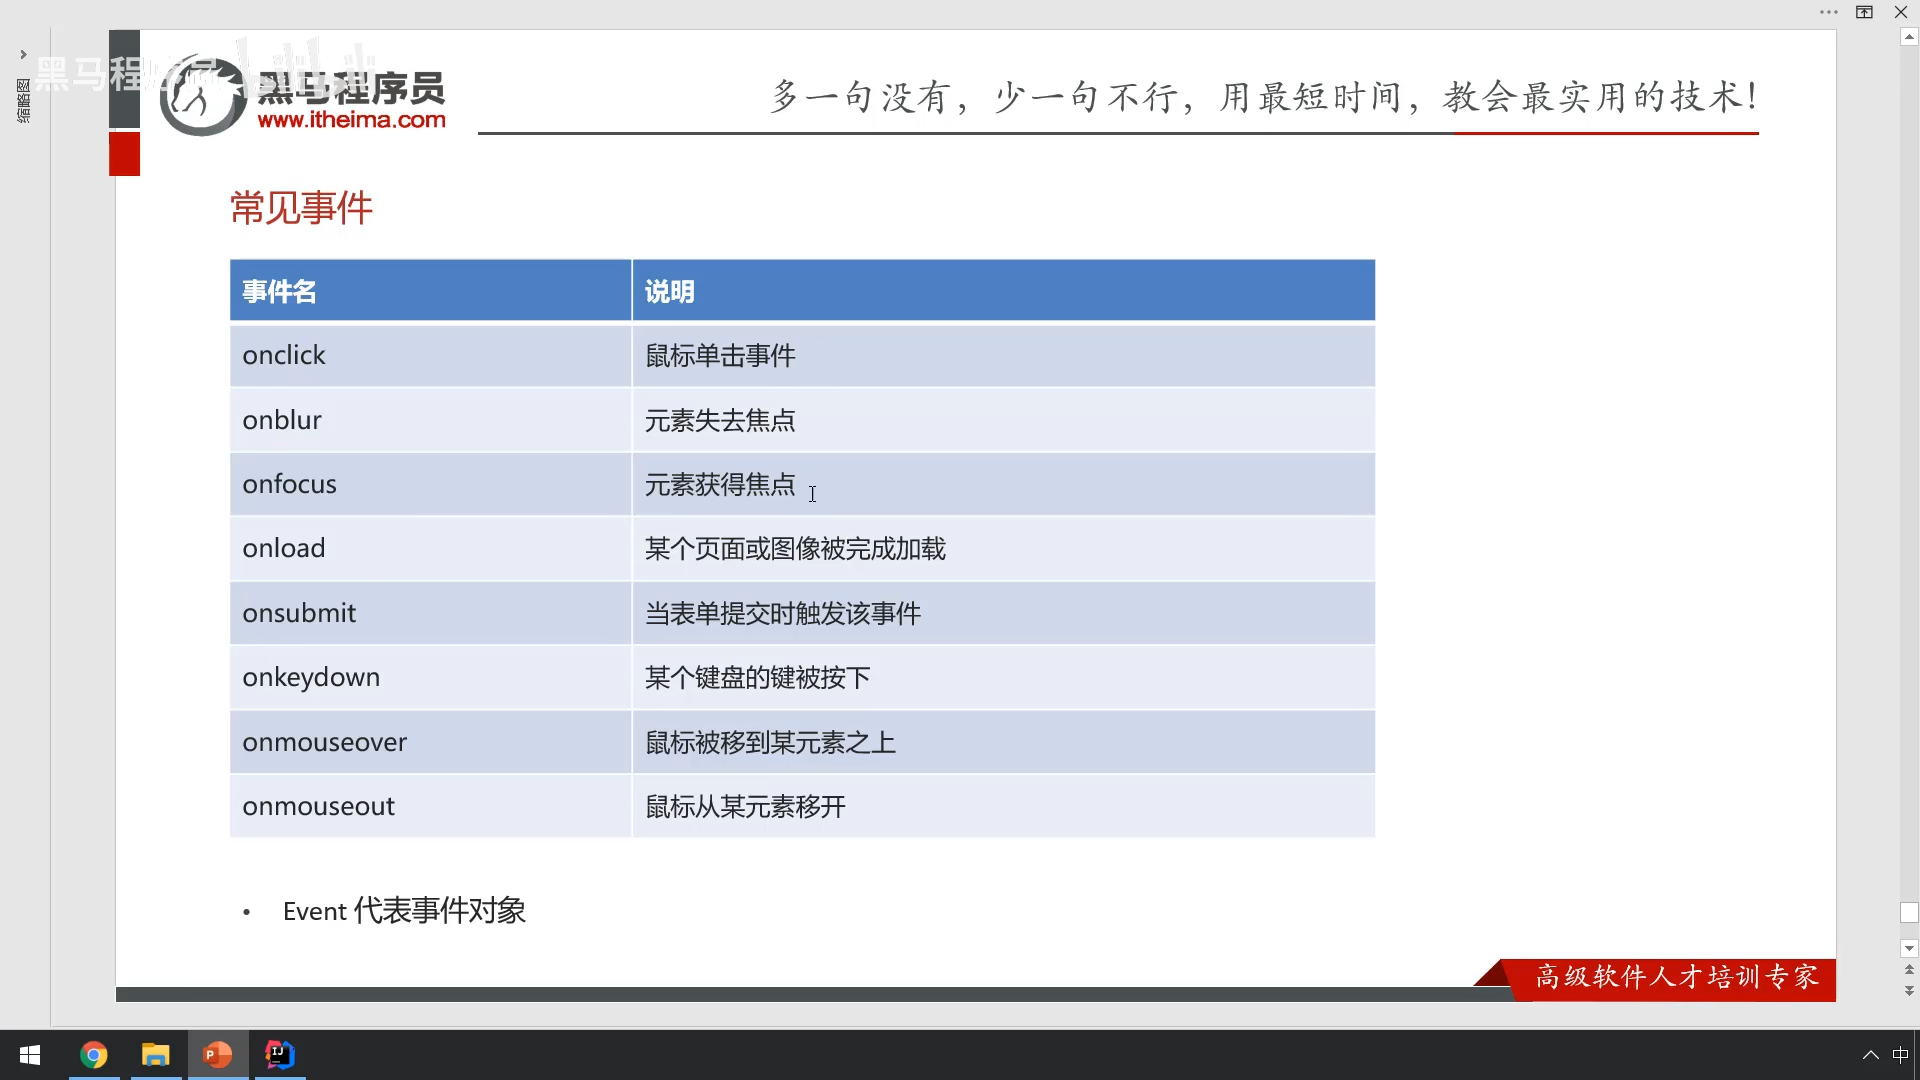 缩略图
黑马程序员
黑马程序员
www.itheima.com
多一句没有，少一句不行，用最短时间，教会最实用的技术！
常见事件
事件名 说明
onclick 鼠标单击事件
onblur 元素失去焦点
onfocus 元素获得焦点
onload 某个页面或图像被完成加载
onsubmit 当表单提交时触发该事件
onkeydown 某个键盘的键被按下
onmouseover 鼠标被移到某元素之上
onmouseout 鼠标从某元素移开
• Event 代表事件对象
高级软件人才培训专家
中